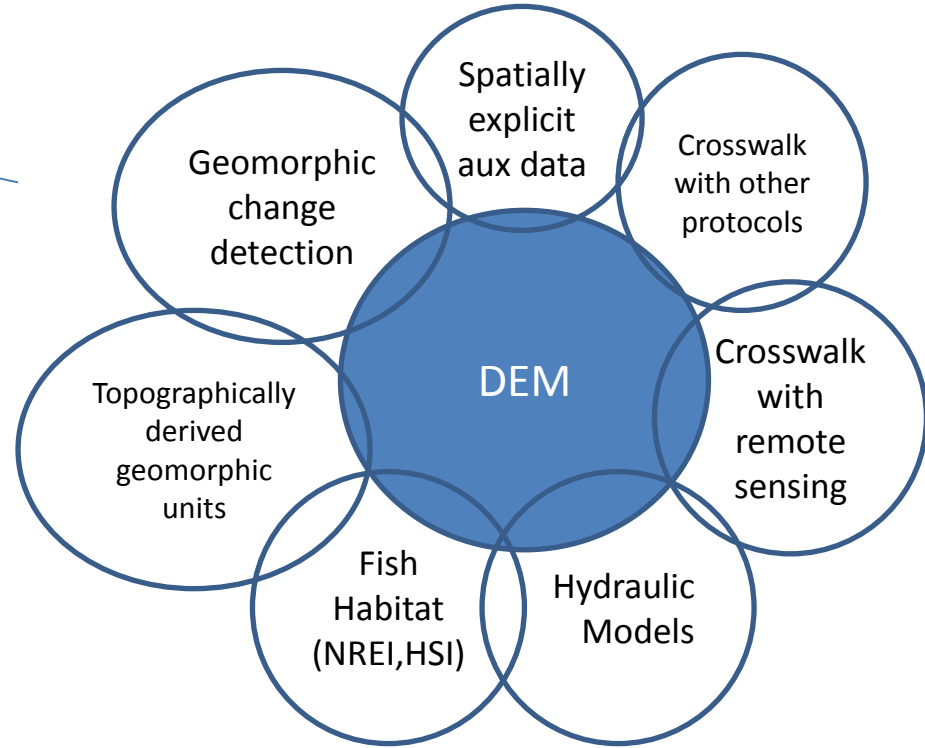 Spatially
explicit
aux data
Geomorphic
change
detection
Crosswalk
with other
protocols
DEM
Crosswalk
with
remote
sensing
Topographically
derived
geomorphic
units
Fish
Habitat
(NREI,HSI)
Hydraulic
Models